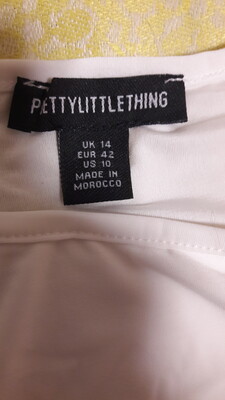 PRETTYLITTLETHING
UK 14
EUR 42
US 10
MADE IN
MOROCCO